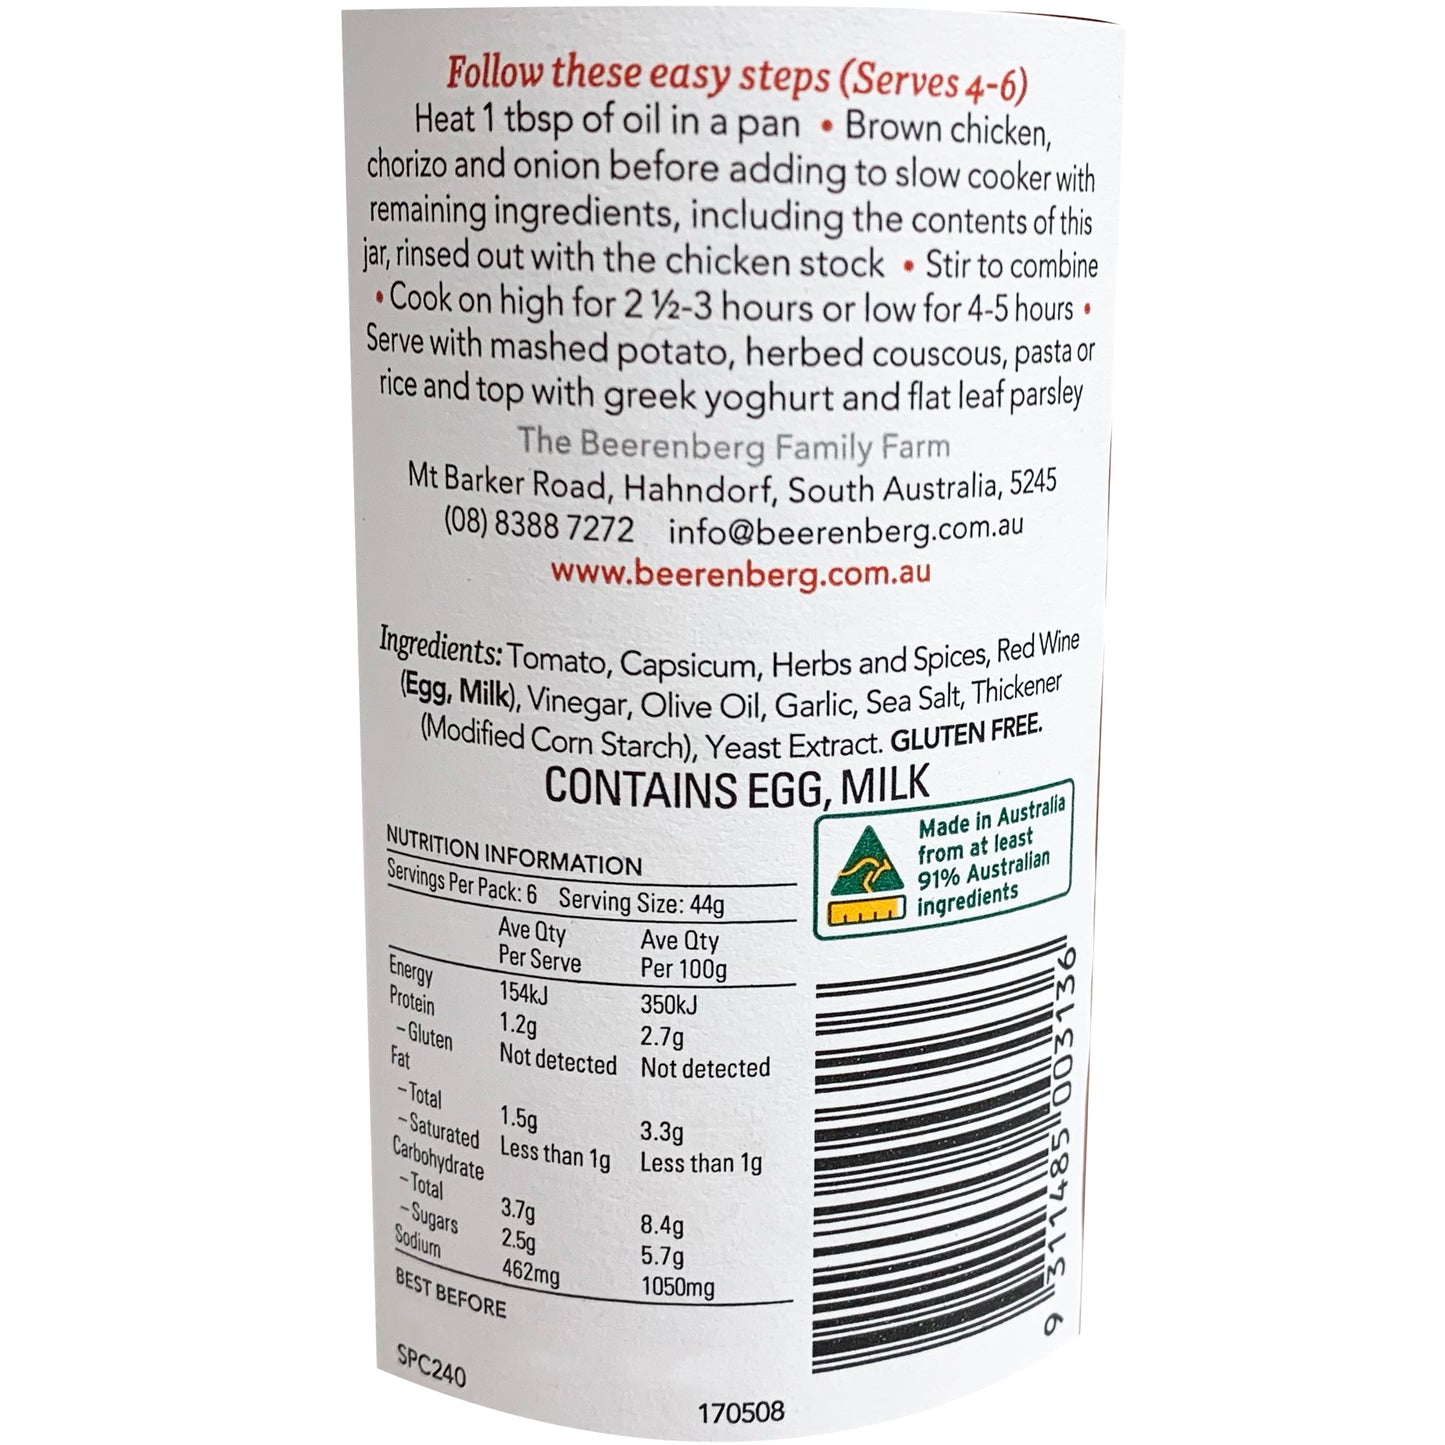 Follow these easy steps (Serves 4-6)
Heat 1 tbsp of oil in a pan • Brown chicken,
chorizo and onion before adding to slow cooker with
remaining ingredients, including the contents of this
jar, rinsed out with the chicken stock • Stir to combine
• Cook on high for 2 ½-3 hours or low for 4-5 hours •
Serve with mashed potato, herbed couscous, pasta or
rice and top with greek yoghurt and flat leaf parsley
The Beerenberg Family Farm
Mt Barker Road, Hahndorf, South Australia, 5245
(08) 8388 7272 info@beerenberg.com.au
www.beerenberg.com.au
Ingredients: Tomato, Capsicum, Herbs and Spices, Red Wine
(Egg, Milk), Vinegar, Olive Oil, Garlic, Sea Salt, Thickener
(Modified Corn Starch), Yeast Extract. GLUTEN FREE.
CONTAINS EGG, MILK
Made in Australia
from at least
91% Australian
ingredients
NUTRITION INFORMATION
Servings Per Pack: 6 Serving Size: 44g
Ave Qty Ave Qty
Per Serve Per 100g
Energy 154kJ 350kJ
Protein 1.2g 2.7g
–Gluten Not detected Not detected
Fat
–Total 1.5g 3.3g
–Saturated Less than 1g Less than 1g
Carbohydrate
–Total 3.7g 8.4g
–Sugars 2.5g 5.7g
Sodium 462mg 1050mg
BEST BEFORE
9 311485 003136
SPC240
170508